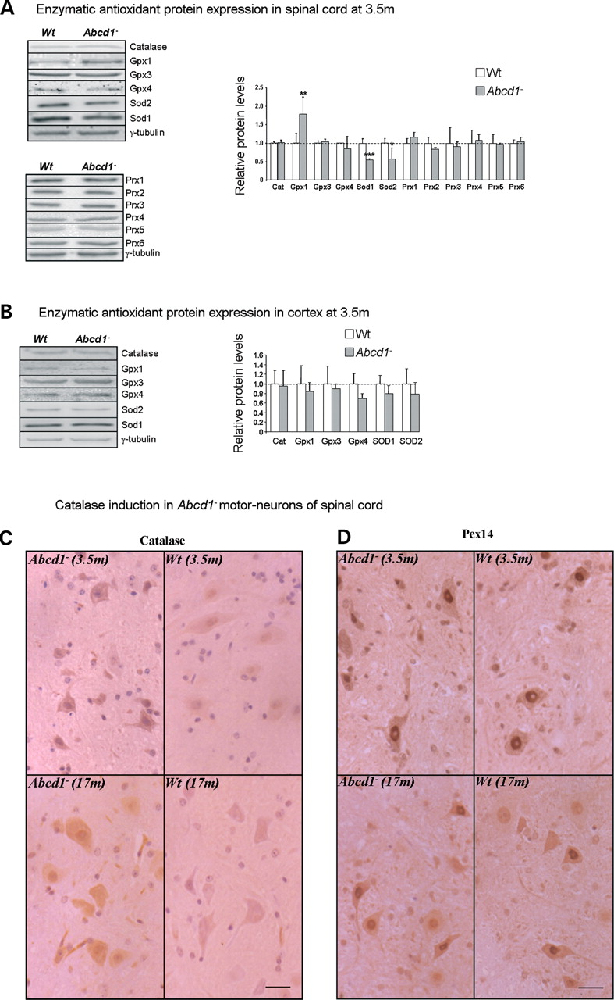 A
Enzymatic antioxidant protein expression in spinal cord at 3.5m
Wt Abcd1-
Catalase
Gpx1
Gpx3
Gpx4
Sod2
Sod1
γ-tubulin
Wt Abcd1-
Prx1
Prx2
Prx3
Prx4
Prx5
Prx6
γ-tubulin
Wt
Abcd1-
Relative protein levels
2.5
2.0
1.5
1.0
0.5
0
**
***
*
Cat Gpx1 Gpx3 Gpx4 Sod1 Sod2 Prx1 Prx2 Prx3 Prx4 Prx5 Prx6
B
Enzymatic antioxidant protein expression in cortex at 3.5m
Wt Abcd1-
Catalase
Gpx1
Gpx3
Gpx4
Sod2
Sod1
γ-tubulin
Wt
Abcd1-
Relative protein levels
1.6
1.4
1.2
1.0
0.8
0.6
0.4
0.2
0
Cat Gpx1 Gpx3 Gpx4 SOD1 SOD2
Catalase induction in Abcd1- motor-neurons of spinal cord
C
Catalase
Abcd1- (3.5m)
Wt (3.5m)
Abcd1- (17m)
Wt (17m)
D
Pex14
Abcd1- (3.5m)
Wt (3.5m)
Abcd1- (17m)
Wt (17m)